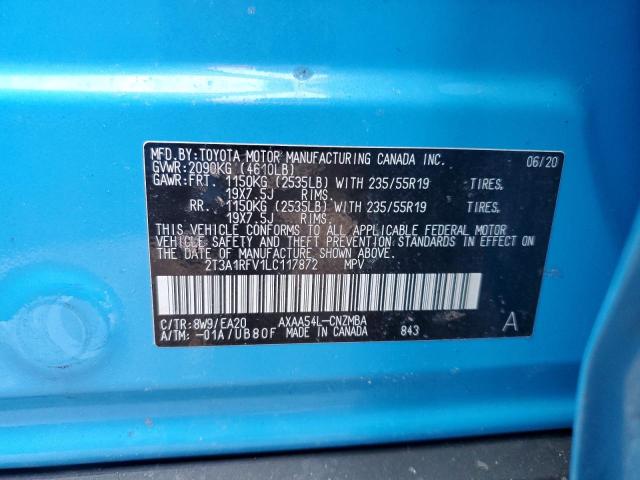 MFD.BY:TOYOTA MOTOR MANUFACTURING CANADA INC. 06/20
GVWR:2090KG (4610LB)
GAWR:FRT. 1150KG (2535LB) WITH 235/55R19 TIRES.
19X7.5J RIMS.
RR. 1150KG (2535LB) WITH 235/55R19 TIRES.
19X7.5J RIMS.
THIS VEHICLE CONFORMS TO ALL APPLICABLE FEDERAL MOTOR
VEHICLE SAFETY AND THEFT PREVENTION STANDARDS IN EFFECT ON
THE DATE OF MANUFACTURE SHOWN ABOVE.
2T3A1RFV1LC117872 MPV
C/TR:8W9/EA20 AXAA54L-CNZMBA A
A/TM: -01A/UB80F MADE IN CANADA 843